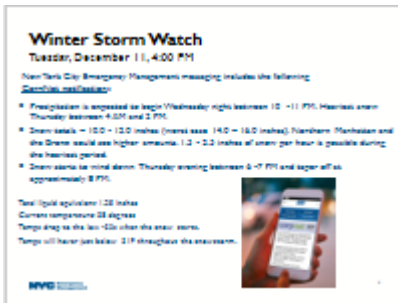 Winter Storm Watch
Tuesday, December 11, 4:00 PM
New York City Emergency Management messaging includes the following
CorpNet notification:
Precipitation is expected to begin Wednesday night between 10 -11 PM. Heaviest snow
Thursday between 4 AM and 2 PM.
Snow totals – 10.0 - 12.0 inches (worst case 14.0 – 16.0 inches). Northern Manhattan and
the Bronx could see higher amounts. 1.5 - 2.5 inches of snow per hour is possible during
the heaviest period.
Snow starts to wind down Thursday evening between 6 -7 PM and taper off at
approximately 8 PM.
Total liquid equivalent 1.25 inches
Current temperature 38 degrees
Temps drop to the low when the snow starts.
Temps will hover just below 31F throughout the snowstorm.
NYC Emergency
Management